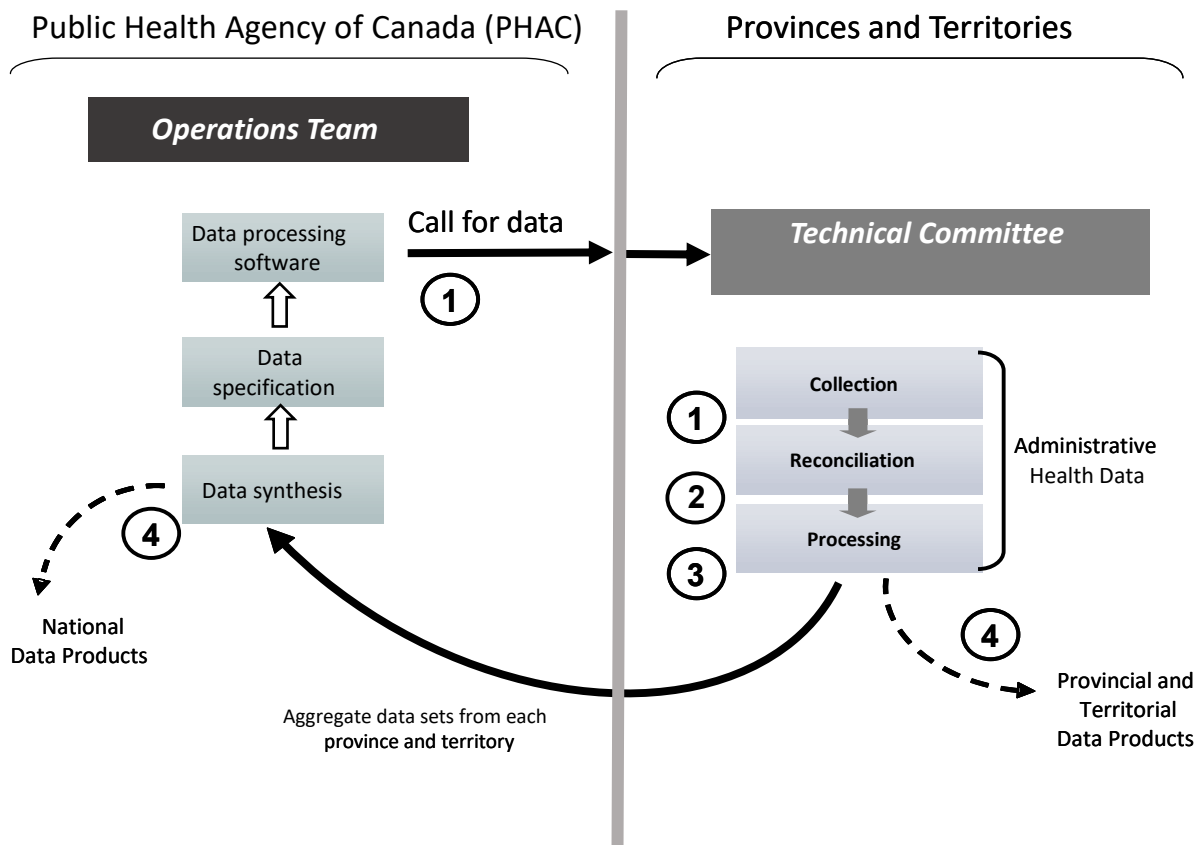 Public Health Agency of Canada (PHAC)
Provinces and Territories
Operations Team
Data processing
software
Call for data
1
Technical Committee
Data
specification
Data synthesis
4
National
Data Products
Collection
1
Reconciliation
2
Processing
3
Administrative
Health Data
4
Provincial and
Territorial
Data Products
Aggregate data sets from each
province and territory